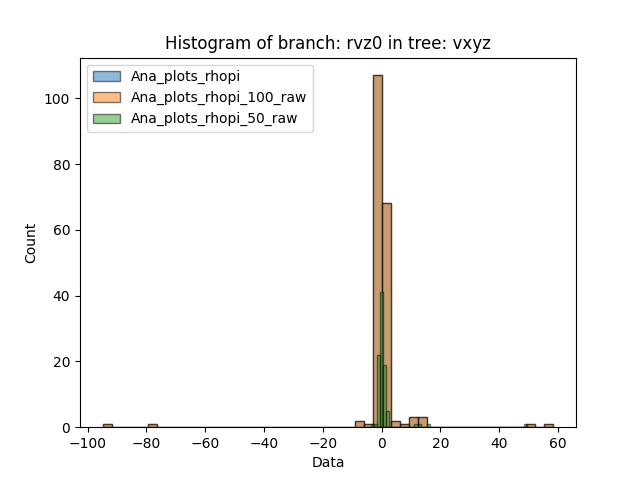 Histogram of branch: rvz0 in tree: vxyz
Ana_plots_rhopi
Ana_plots_rhopi_100_raw
Ana_plots_rhopi_50_raw
Count
100
80
60
40
20
0
−100 −80 −60 −40 −20 0 20 40 60
Data